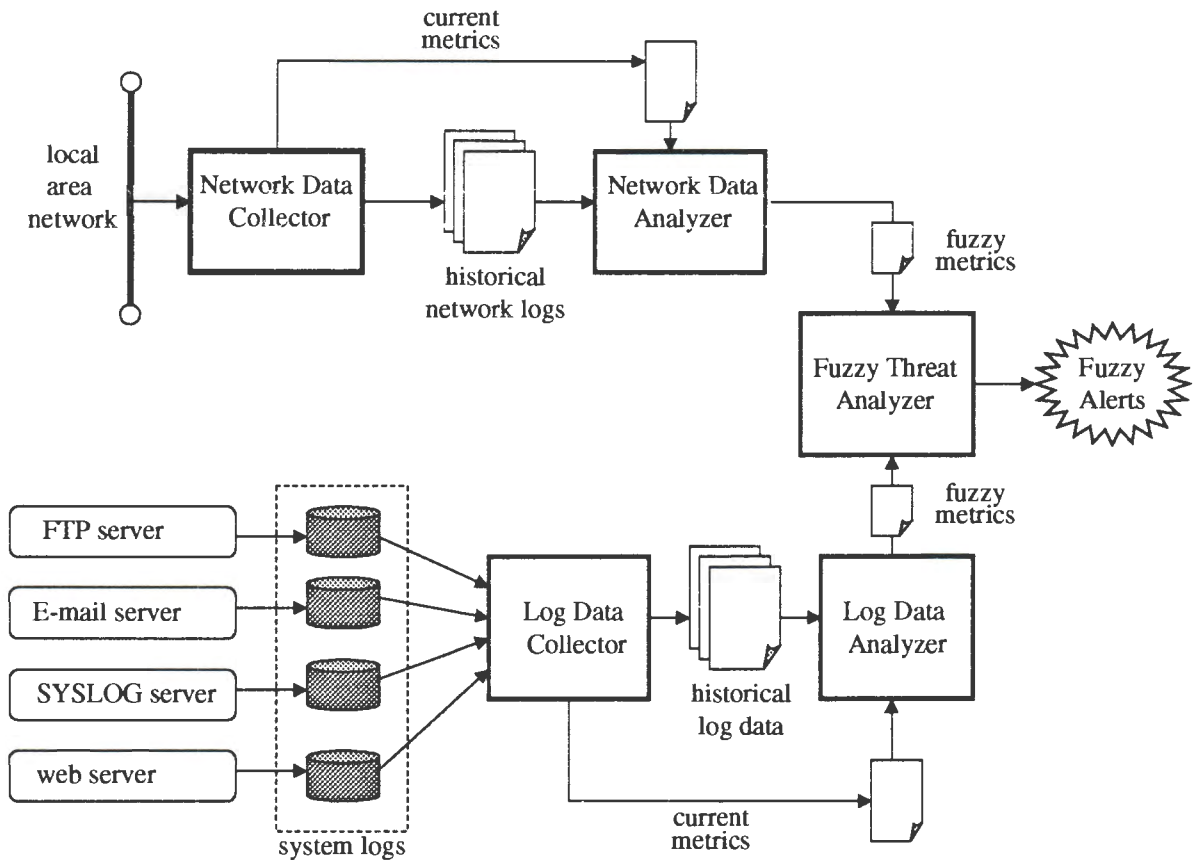 current
metrics
local
area
network
Network Data
Collector
historical
network logs
Network Data
Analyzer
fuzzy
metrics
Fuzzy Threat
Analyzer
Fuzzy
Alerts
fuzzy
metrics
FTP server
E-mail server
SYSLOG server
web server
system logs
Log Data
Collector
historical
log data
Log Data
Analyzer
current
metrics